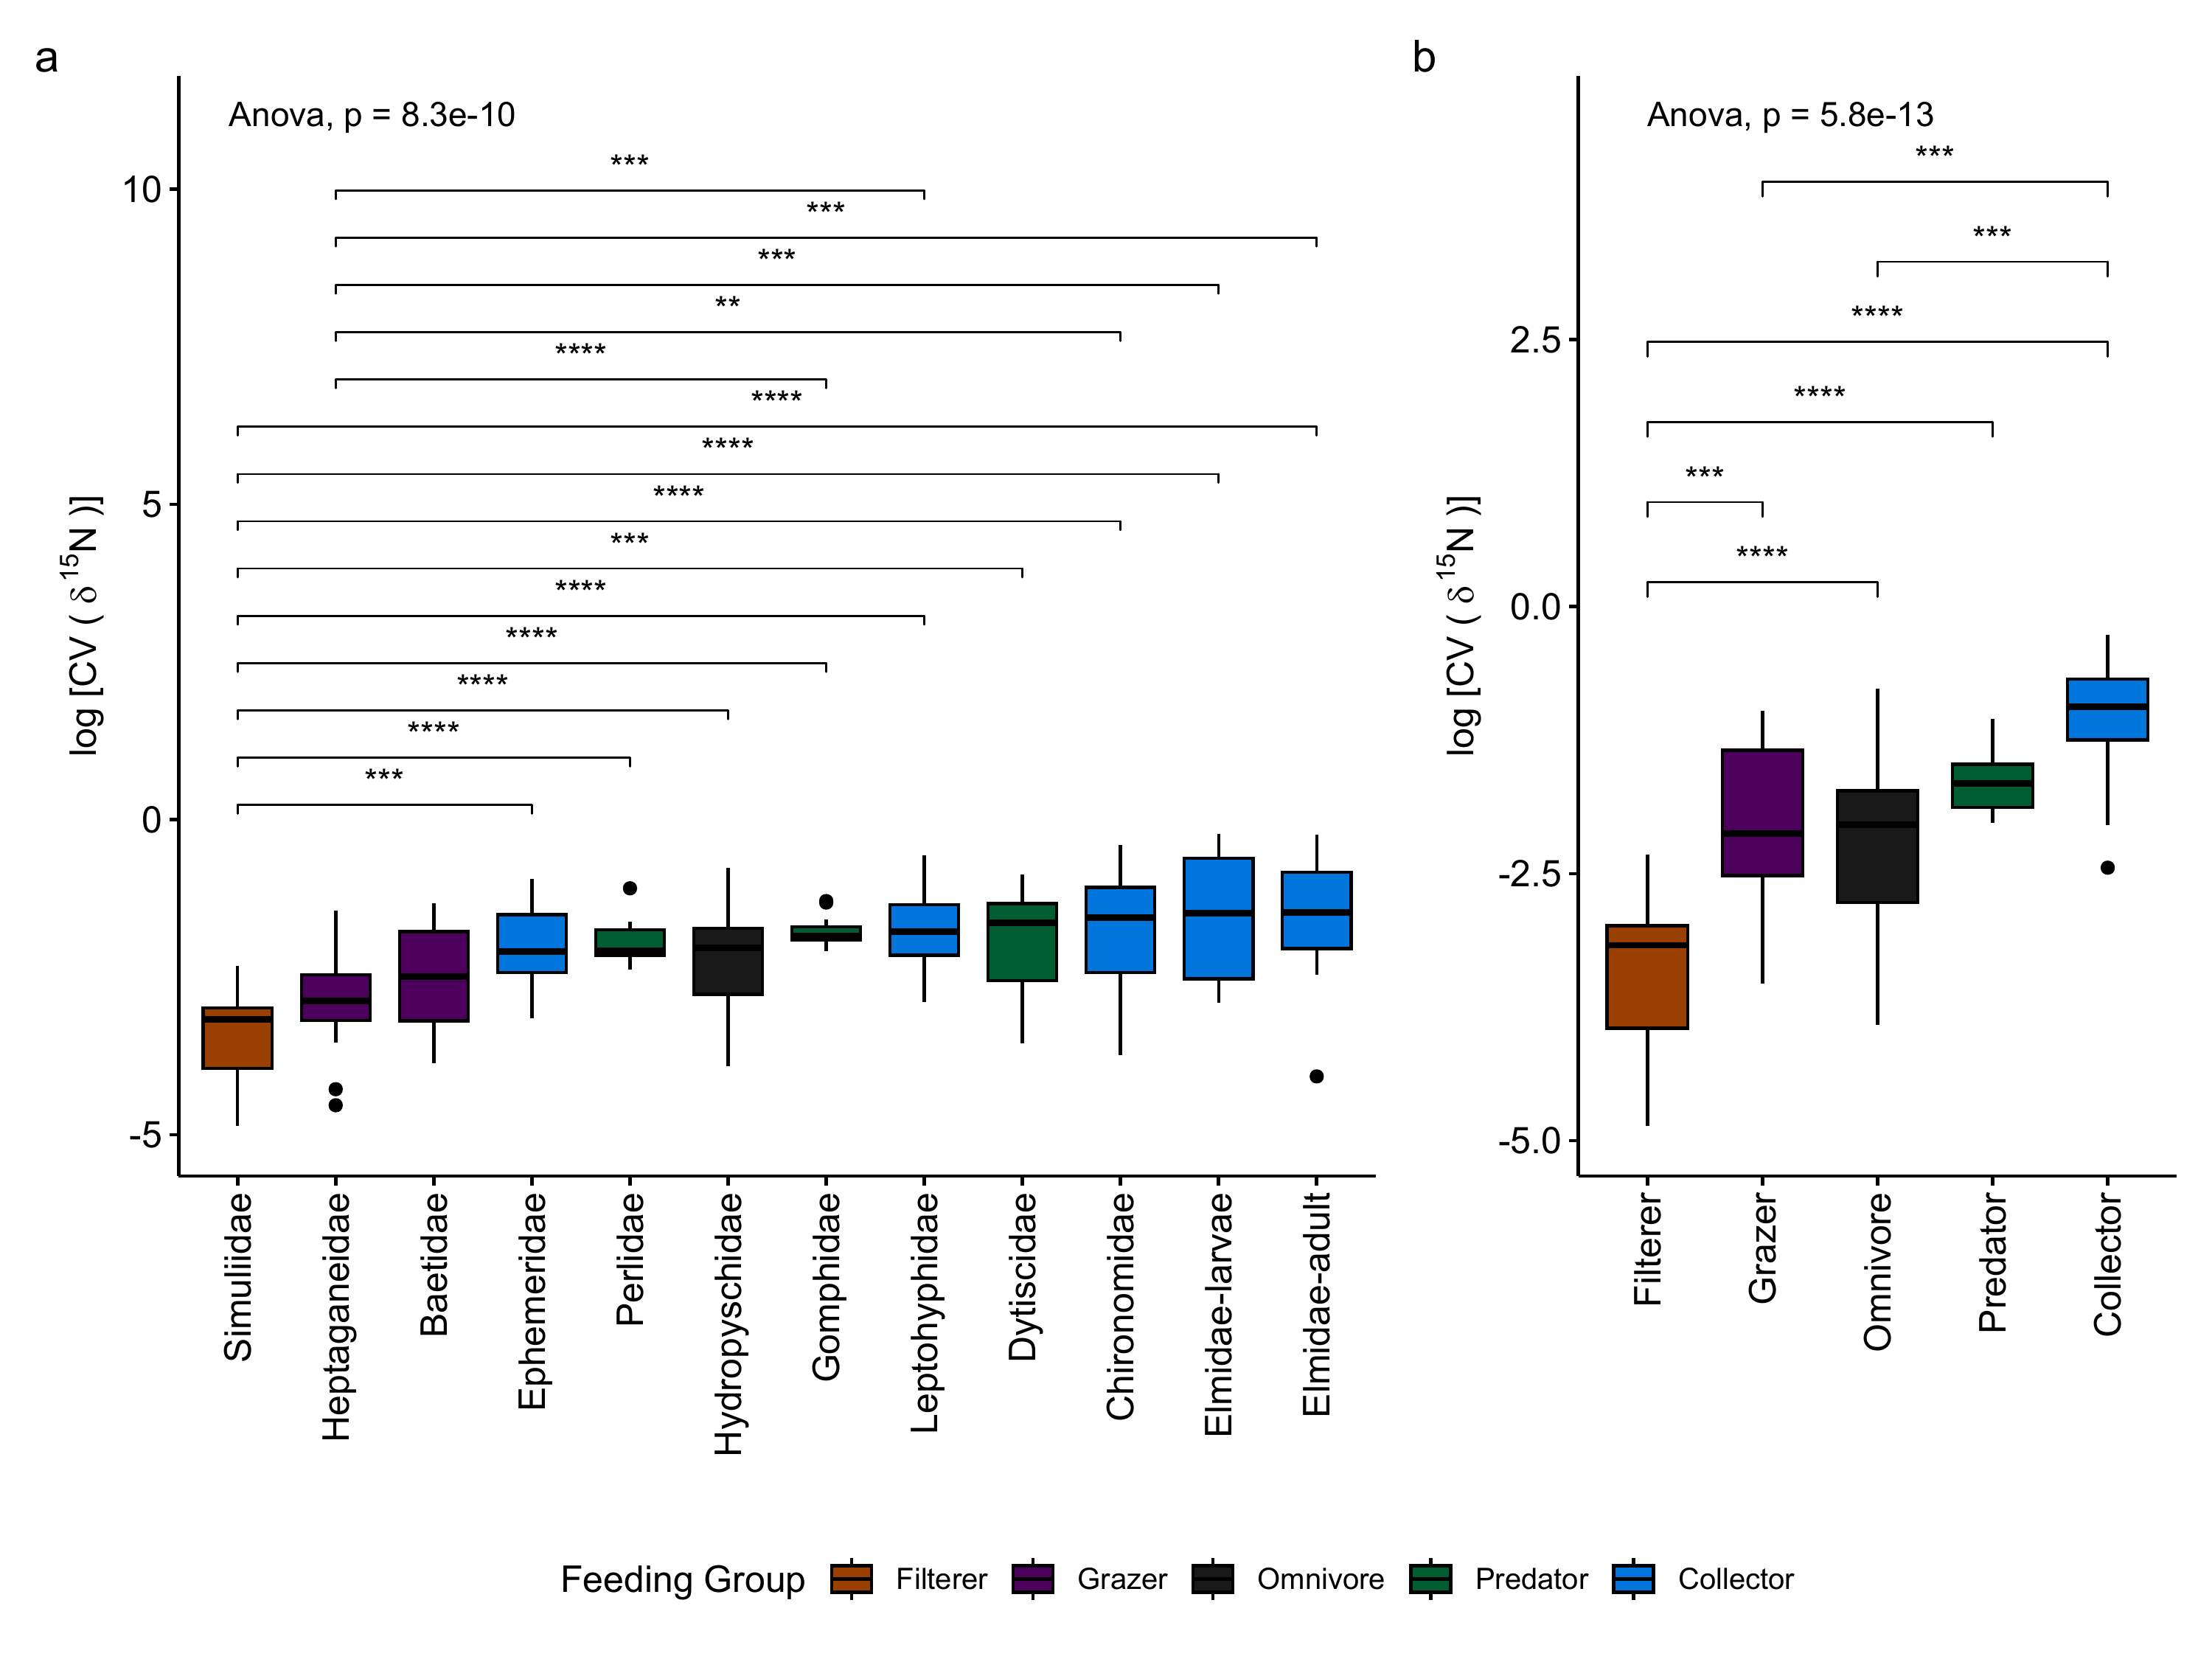 a
Anova, p = 8.3e-10
***
***
***
**
****
****
****
****
***
****
****
****
****
***
10
5
0
-5
log [CV ( δ 15N )]
Simuliidae
Heptaganeidae
Baetidae
Ephemeridae
Perlidae
Hydropyschidae
Gomphidae
Leptohyphidae
Dytiscidae
Chironomidae
Elmidae-larvae
Elmidae-adult
b
Anova, p = 5.8e-13
***
***
****
****
***
****
2.5
0.0
-2.5
-5.0
log [CV ( δ 15N )]
Filterer
Grazer
Omnivore
Predator
Collector
Feeding Group Filterer Grazer Omnivore Predator Collector